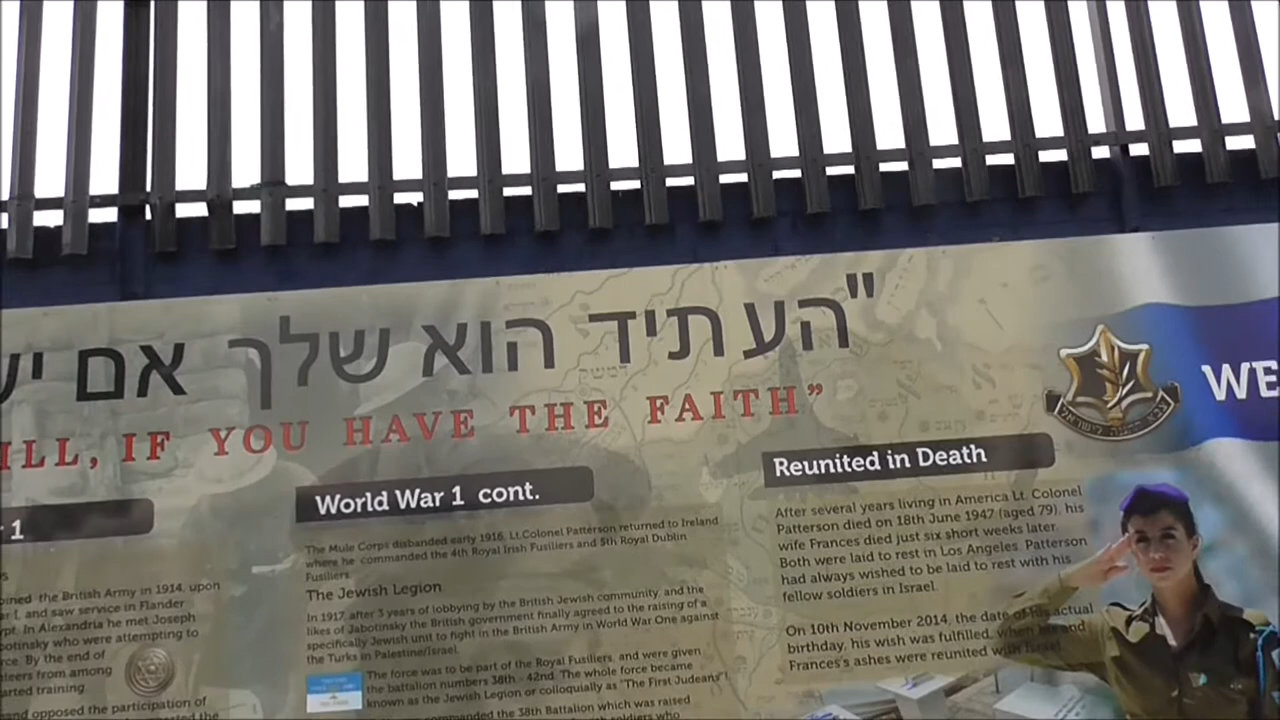 "העתיד הוא שלך אם
ILL, IF YOU HAVE THE FAITH”
WE
צבא הגנה לישראל
1
ined the British Army in 1914, upon
r I, and saw service in Flander
pt. In Alexandria he met Joseph
botinsky who were attempting to
rce. By the end of
teers from among
arted training.
nd opposed the participation of
World War 1 cont.
The Mule Corps disbanded early 1916, Lt.Colonel Patterson returned to Ireland
where he commanded the 4th Royal Irish Fusiliers and 5th Royal Dublin
Fusiliers.
The Jewish Legion
In 1917, after 3 years of lobbying by the British Jewish community, and the
likes of Jabotinsky the British government finally agreed to the raising of a
specifically Jewish unit to fight in the British Army in World War One against
the Turks in Palestine/Israel.
The force was to be part of the Royal Fusiliers, and were given
the battalion numbers 38th - 42nd. The whole force became
known as the Jewish Legion or colloquially as "The First Judeans"!
commanded the 38th Battalion which was raised
soldiers who
Reunited in Death
After several years living in America Lt. Colonel
Patterson died on 18th June 1947 (aged 79), his
wife Frances died just six short weeks later.
Both were laid to rest in Los Angeles. Patterson
had always wished to be laid to rest with his
fellow soldiers in Israel.
On 10th November 2014, the date of his actual
birthday, his wish was fulfilled, when his and
Frances's ashes were reunited with Israel.